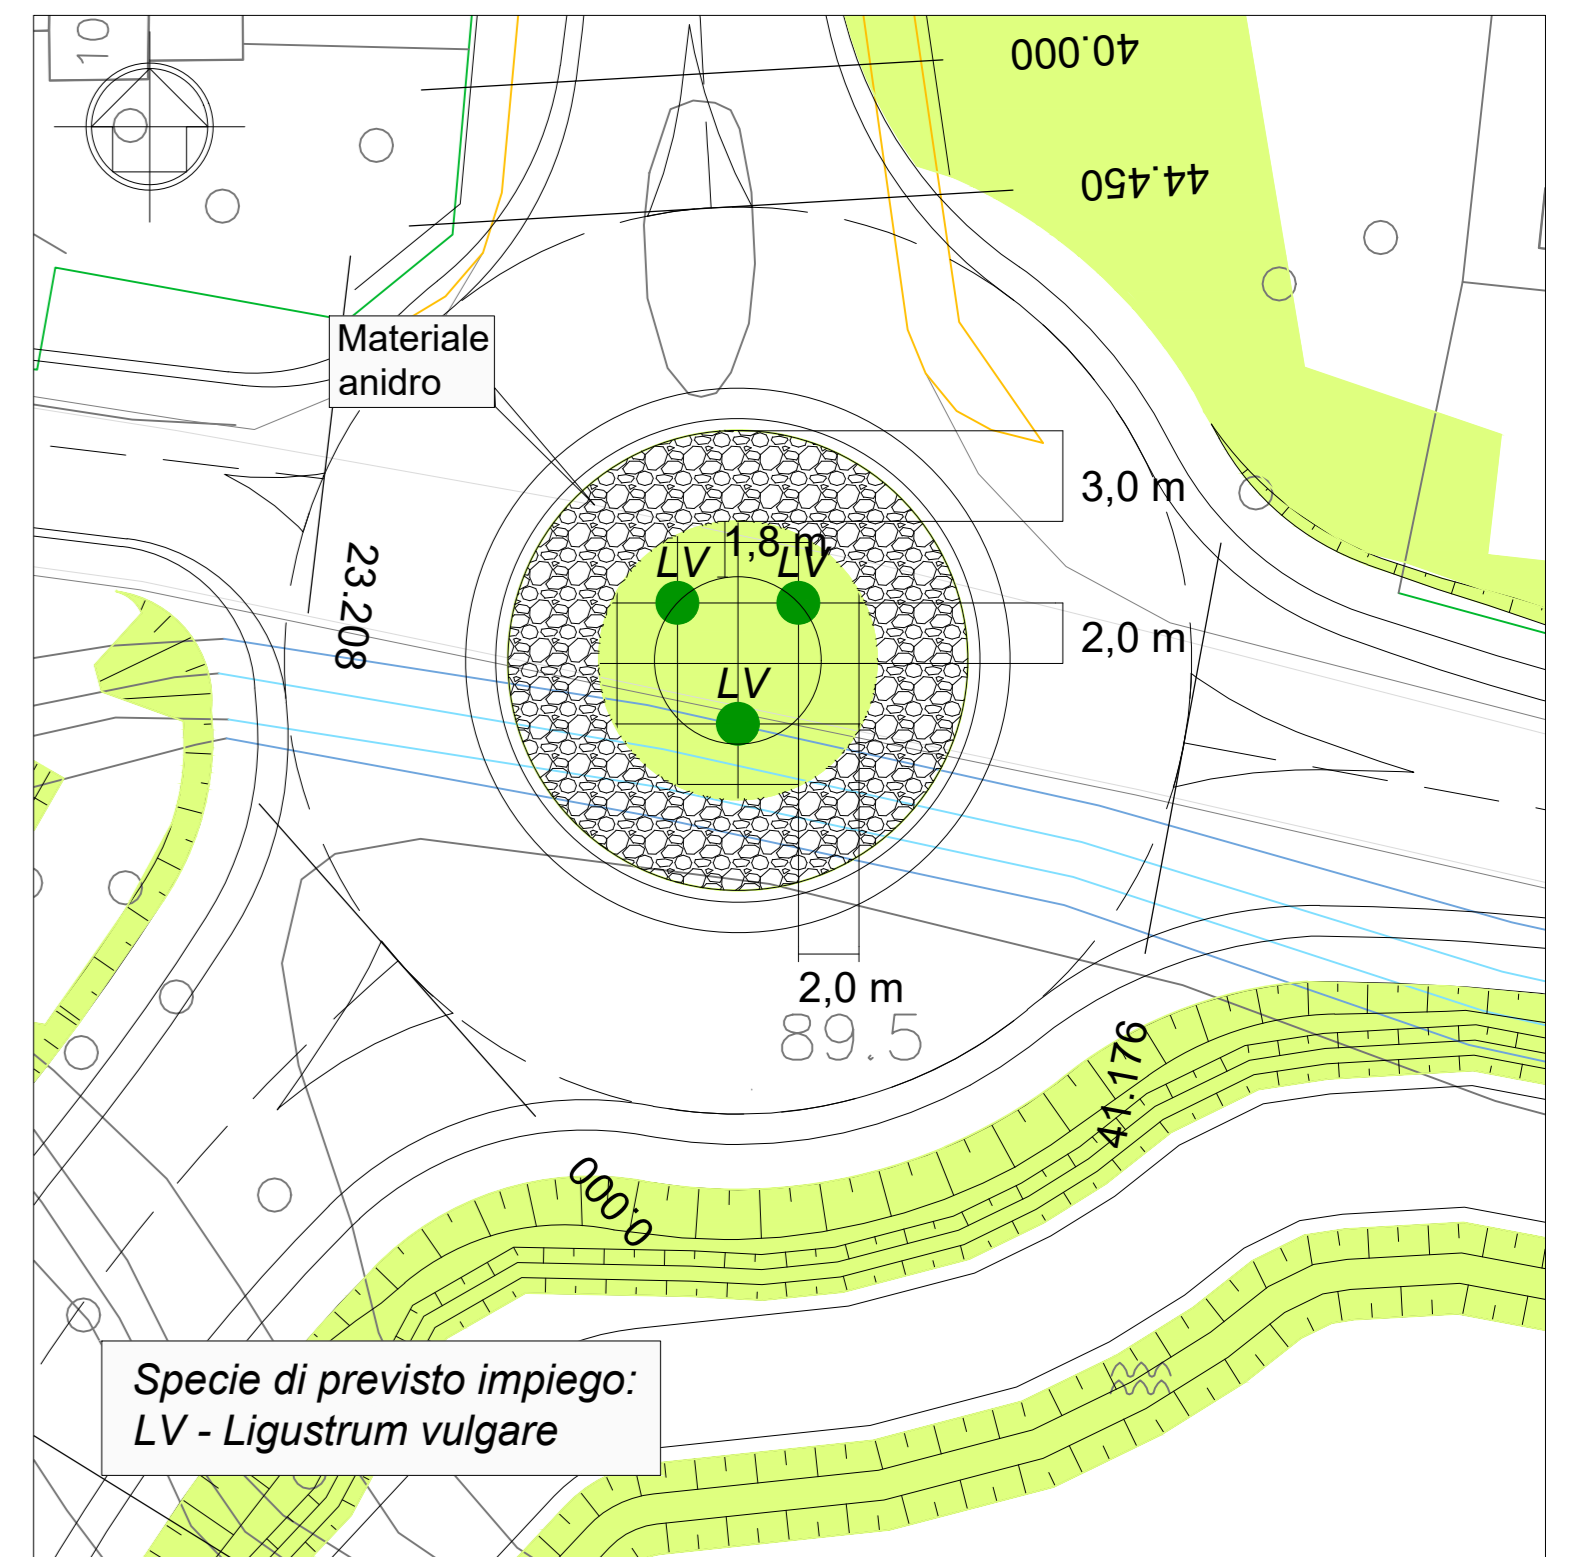 10
40.000
44.450
Materiale
anidro
3,0 m
1,8 m
LV
LV
23.208
2,0 m
LV
2,0 m
89.5
41.176
0.000
Specie di previsto impiego:
LV - Ligustrum vulgare